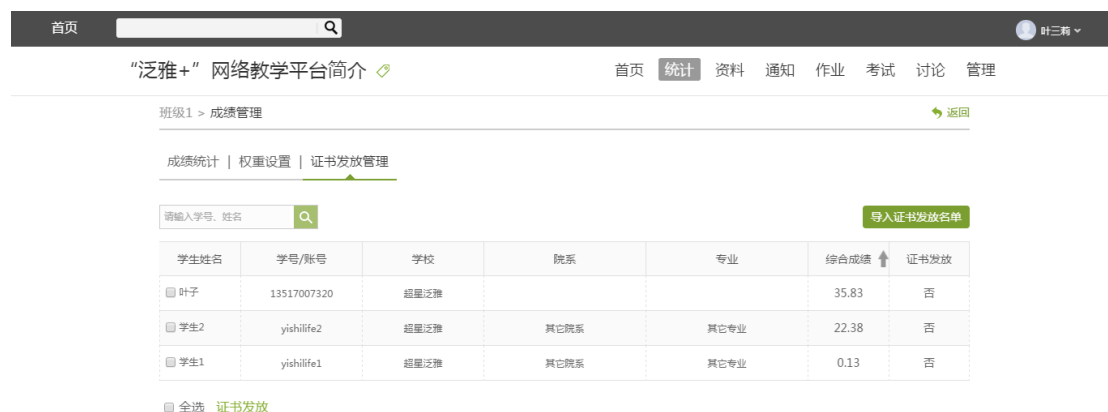 首页 叶三莉
“泛雅+”网络教学平台简介 首页 统计 资料 通知 作业 考试 讨论 管理
班级1 > 成绩管理 返回
成绩统计 | 权重设置 | 证书发放管理
请输入学号、姓名 导入证书发放名单
学生姓名 学号/账号 学校 院系 专业 综合成绩 证书发放
叶子 13517007320 超星泛雅 35.83 否
学生2 yishilife2 超星泛雅 其它院系 其它专业 22.38 否
学生1 yishilife1 超星泛雅 其它院系 其它专业 0.13 否
全选 证书发放